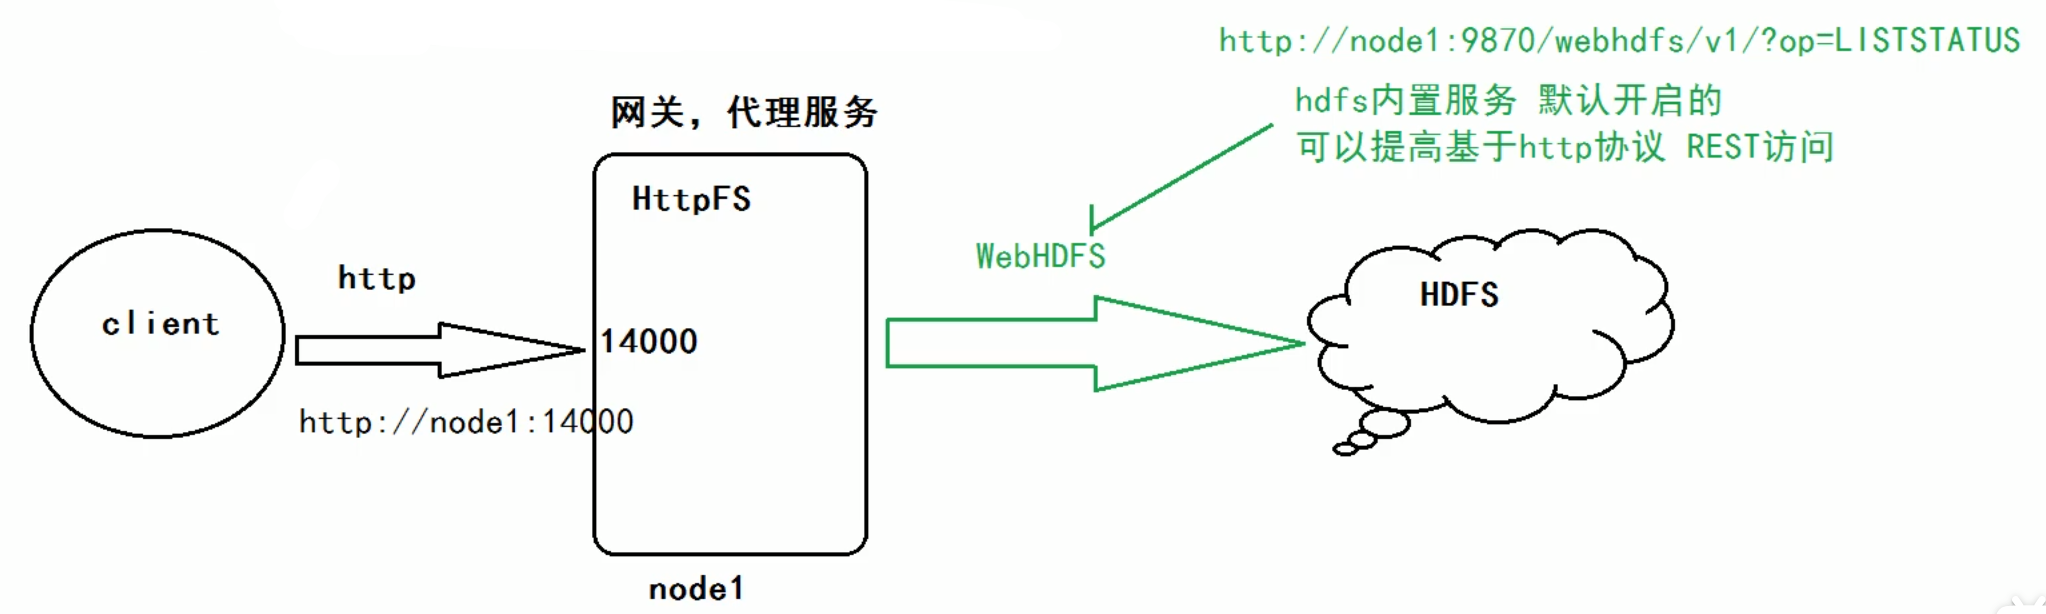 http://node1:9870/webhdfs/v1/?op=LISTSTATUS
hdfs内置服务 默认开启的
可以提高基于http协议 REST访问
网关，代理服务
HttpFS
WebHDFS
http
client
HDFS
14000
http://node1:14000
node1